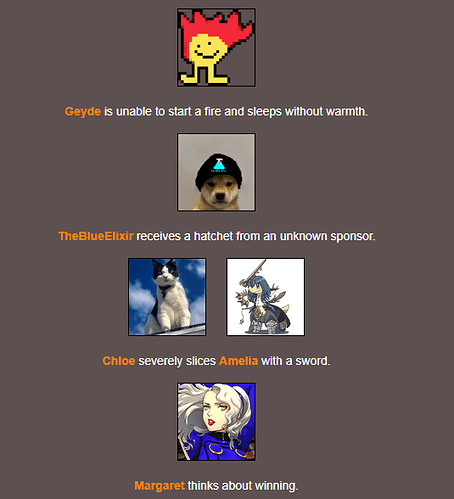 Geyde is unable to start a fire and sleeps without warmth.
TheBlueElixir receives a hatchet from an unknown sponsor.
Chloe severely slices Amelia with a sword.
Margaret thinks about winning.